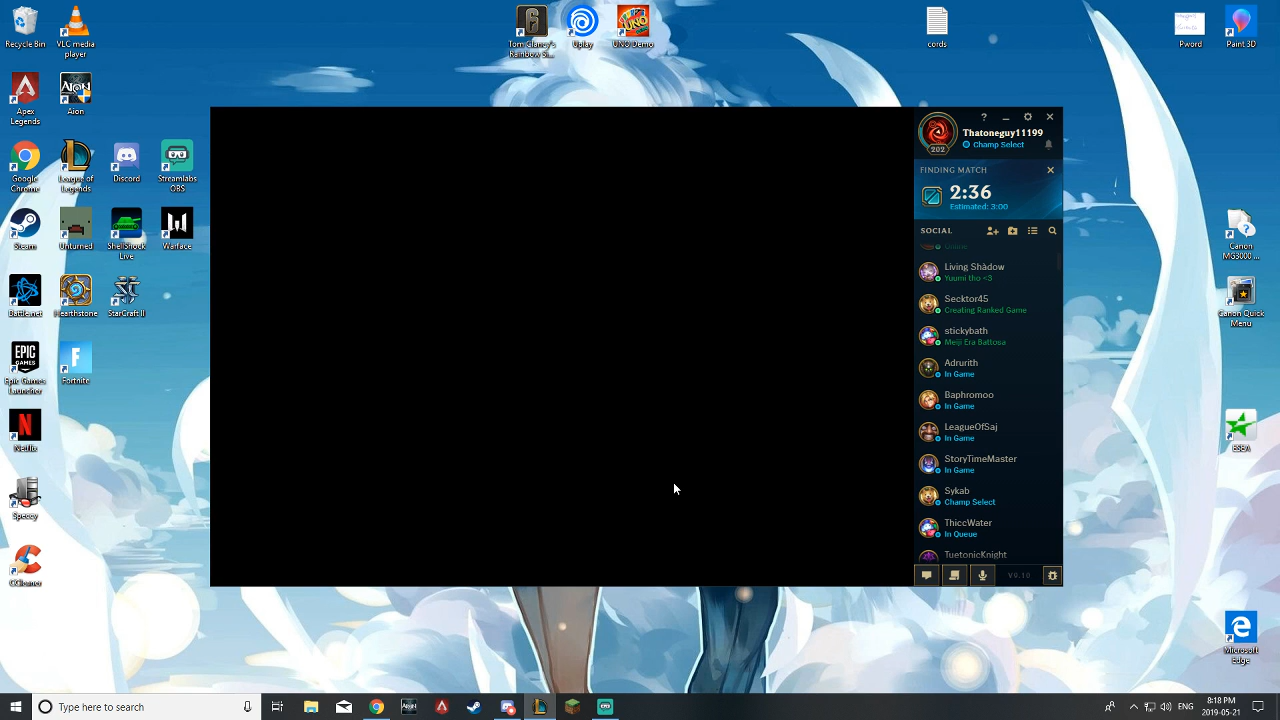 Recycle Bin
VLC media
player
Tom Clancy's
Rainbow Si...
Uplay
UNO Demo
cords
Pword
Paint 3D
Apex
Legends
Aion
Google
Chrome
League of
Legends
Discord
Streamlabs
OBS
Steam
Unturned
ShellShock
Live
Warface
Battle.net
Hearthstone
StarCraft II
Epic Games
Launcher
Fortnite
Netflix
Speccy
CCleaner
Canon
MG3000 ...
Canon Quick
Menu
Microsoft
Edge
?
Thatoneguy11199
202
Champ Select
FINDING MATCH
2:36
Estimated: 3:00
SOCIAL
Online
Living Shàdow
Yuumi tho <3
Secktor45
Creating Ranked Game
stickybath
Meiji Era Battosa
Adrurith
In Game
Baphromoo
In Game
LeagueOfSaj
In Game
StoryTimeMaster
In Game
Sykab
Champ Select
ThiccWater
In Queue
TuetonicKnight
V9.10
Type here to search
ENG
8:18 PM
2019-05-21